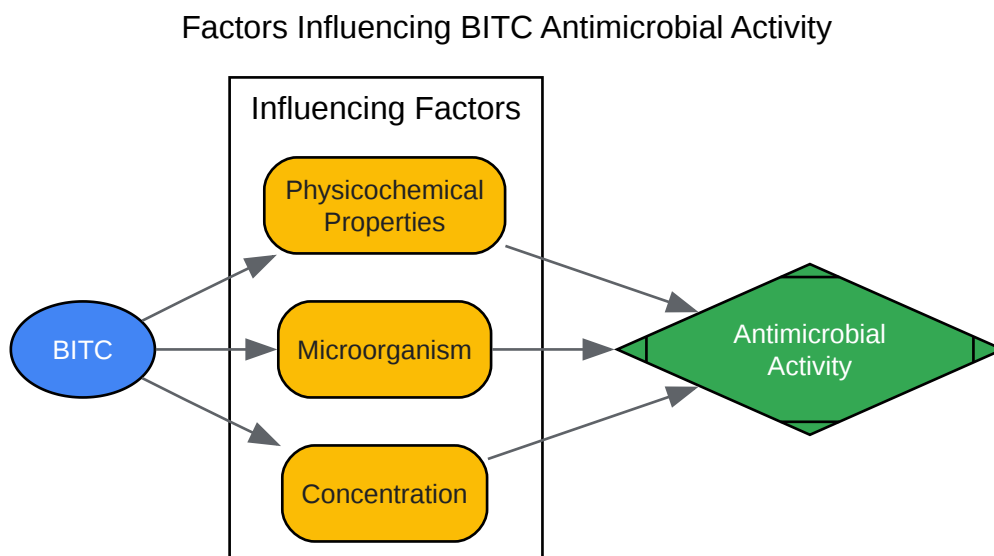 Factors Influencing BITC Antimicrobial Activity
Influencing Factors
Physicochemical
Properties
BITC
Microorganism
Antimicrobial
Activity
Concentration